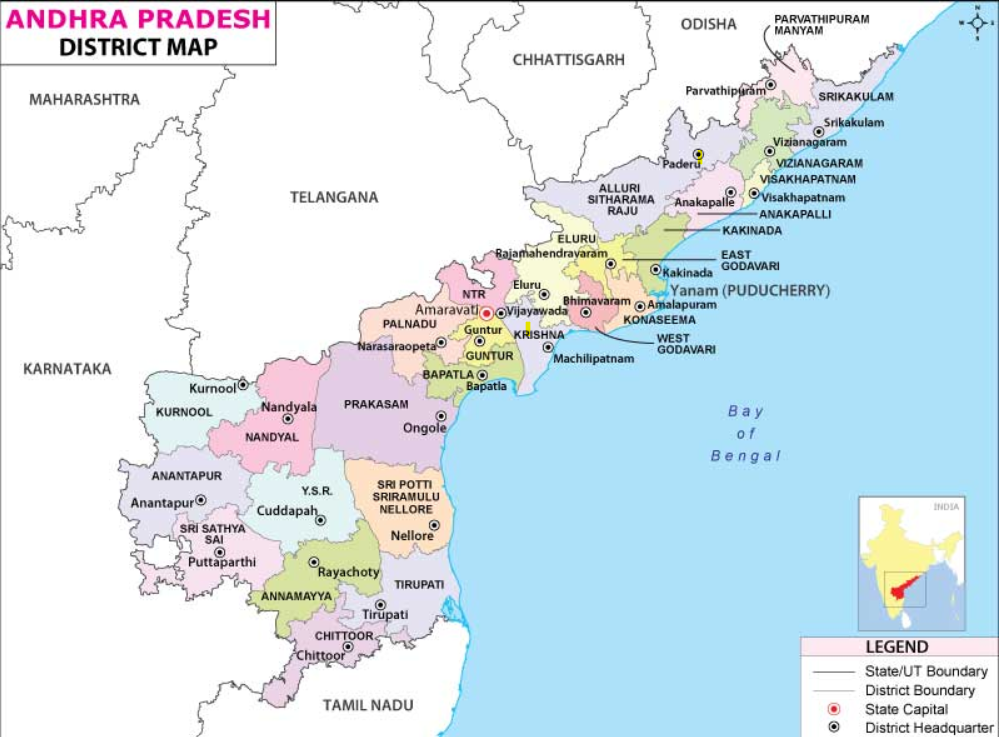 ANDHRA PRADESH
DISTRICT MAP
ODISHA
PARVATHIPURAM
MANYAM
N
W
E
S
CHHATTISGARH
MAHARASHTRA
Parvathipuram
SRIKAKULAM
Srikakulam
Vizianagaram
VIZIANAGARAM
Paderu
VISAKHAPATNAM
Visakhapatnam
TELANGANA
ALLURI
SITHARAMA
RAJU
Anakapalle
ANAKAPALLI
KAKINADA
ELURU
Rajamahendravaram
EAST
GODAVARI
Kakinada
Eluru
Yanam (PUDUCHERRY)
NTR
Bhimavaram
Amalapuram
Amaravati
Vijayawada
KONASEEMA
PALNADU
Guntur
KRISHNA
WEST
GODAVARI
Narasaraopeta
GUNTUR
Machilipatnam
KARNATAKA
BAPATLA
Bapatla
Kurnool
KURNOOL
Nandyala
NANDYAL
PRAKASAM
Ongole
Bay
of
Bengal
ANANTAPUR
Anantapur
Y.S.R.
Cuddapah
SRI POTTI
SRIRAMULU
NELLORE
Nellore
SRI SATHYA
SAI
Puttaparthi
Rayachoty
ANNAMAYYA
TIRUPATI
Tirupati
CHITTOOR
Chittoor
TAMIL NADU
INDIA
LEGEND
State/UT Boundary
District Boundary
State Capital
District Headquarter